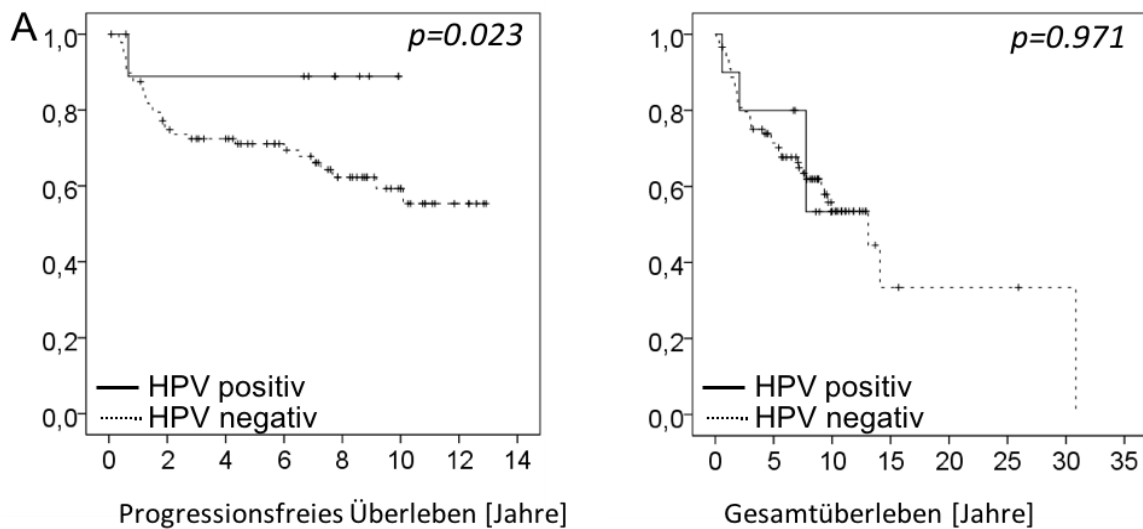 A
p=0.023
1,0
0,8
0,6
0,4
0,2
0,0
HPV positiv
HPV negativ
0 2 4 6 8 10 12 14
Progressionsfreies Überleben [Jahre]
p=0.971
1,0
0,8
0,6
0,4
0,2
0,0
HPV positiv
HPV negativ
0 5 10 15 20 25 30 35
Gesamtüberleben [Jahre]